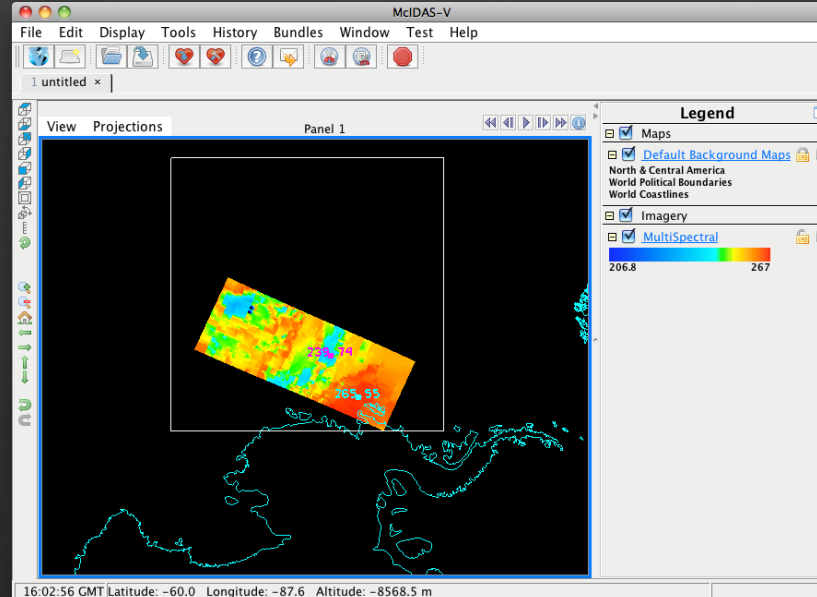 McIDAS-V
File Edit Display Tools History Bundles Window Test Help
1 untitled ×
View Projections
Panel 1
Legend
Maps
Default Background Maps
North & Central America
World Political Boundaries
World Coastlines
Imagery
MultiSpectral
206.8 267
239.74
265.55
16:02:56 GMT Latitude: -60.0 Longitude: -87.6 Altitude: -8568.5 m